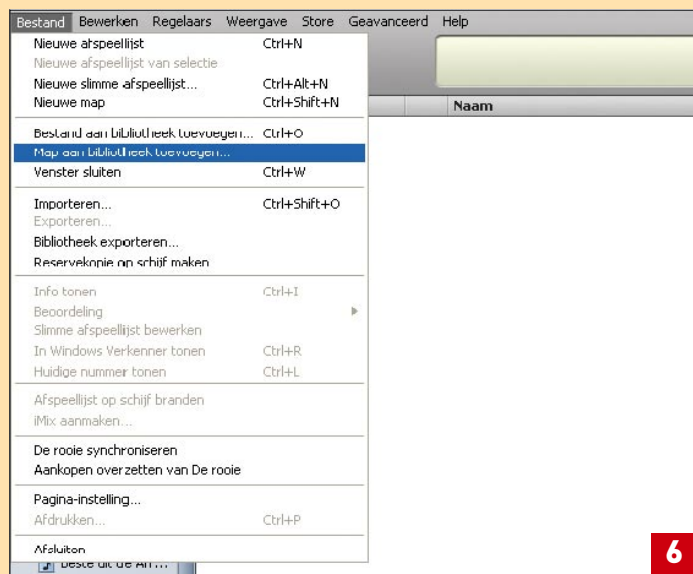 Bestand Bewerken Regelaars Weergave Store Geavanceerd Help
Nieuwe afspeellijst Ctrl+N
Nieuwe afspeellijst van selectie
Nieuwe slimme afspeellijst... Ctrl+Alt+N
Nieuwe map Ctrl+Shift+N
Naam
Bestand aan bibliotheek toevoegen... Ctrl+O
Map aan bibliotheek toevoegen...
Venster sluiten Ctrl+W
Importeren... Ctrl+Shift+O
Exporteren...
Bibliotheek exporteren...
Reservekopie op schijf maken
Info tonen Ctrl+I
Beoordeling
Slimme afspeellijst bewerken
In Windows Verkenner tonen Ctrl+R
Huidige nummer tonen Ctrl+L
Afspeellijst op schijf branden
iMix aanmaken...
De rooie synchroniseren
Aankopen overzetten van De rooie
Pagina-instelling...
Afdrukken... Ctrl+P
Afsluiten
6